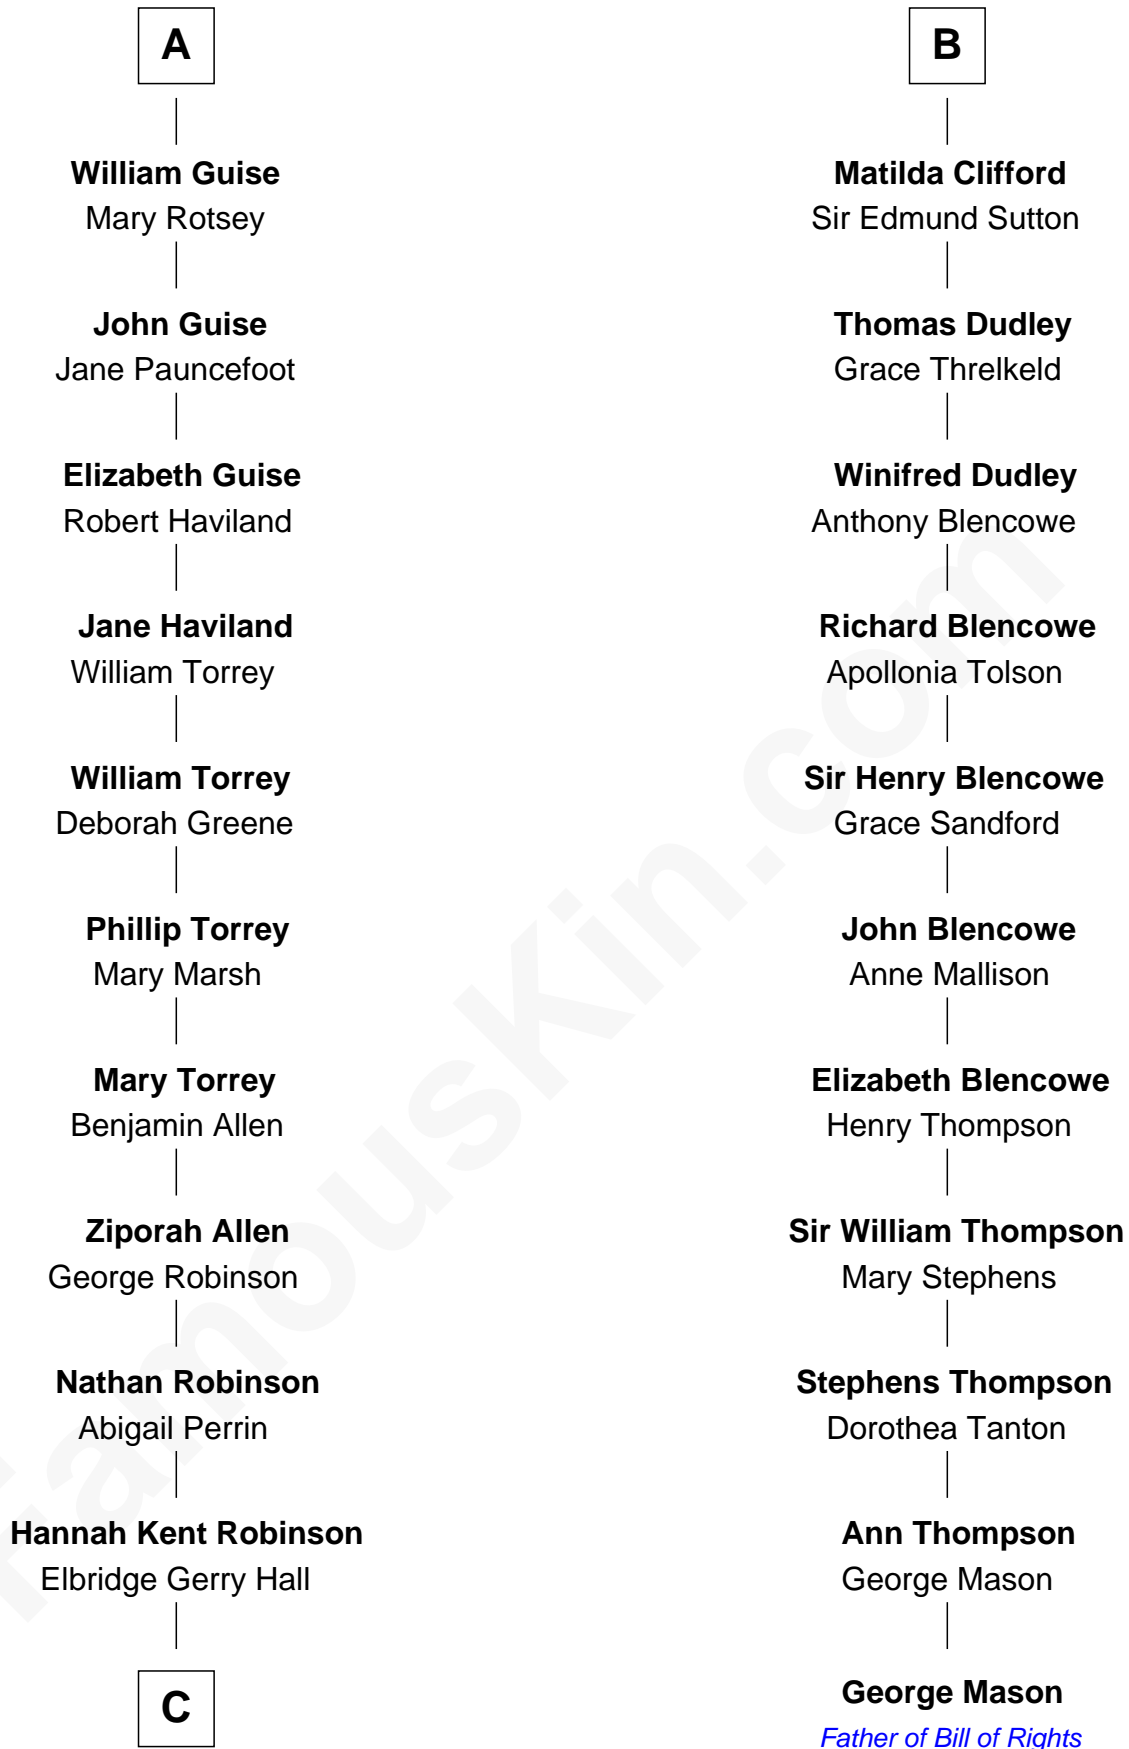 A
William Guise
Mary Rotsey
John Guise
Jane Pauncefoot
Elizabeth Guise
Robert Haviland
Jane Haviland
William Torrey
William Torrey
Deborah Greene
Phillip Torrey
Mary Marsh
Mary Torrey
Benjamin Allen
Ziporah Allen
George Robinson
Nathan Robinson
Abigail Perrin
Hannah Kent Robinson
Elbridge Gerry Hall
C
B
Matilda Clifford
Sir Edmund Sutton
Thomas Dudley
Grace Threlkeld
Winifred Dudley
Anthony Blencowe
Richard Blencowe
Apollonia Tolson
Sir Henry Blencowe
Grace Sandford
John Blencowe
Anne Mallison
Elizabeth Blencowe
Henry Thompson
Sir William Thompson
Mary Stephens
Stephens Thompson
Dorothea Tanton
Ann Thompson
George Mason
George Mason
Father of Bill of Rights
FamousKin.com